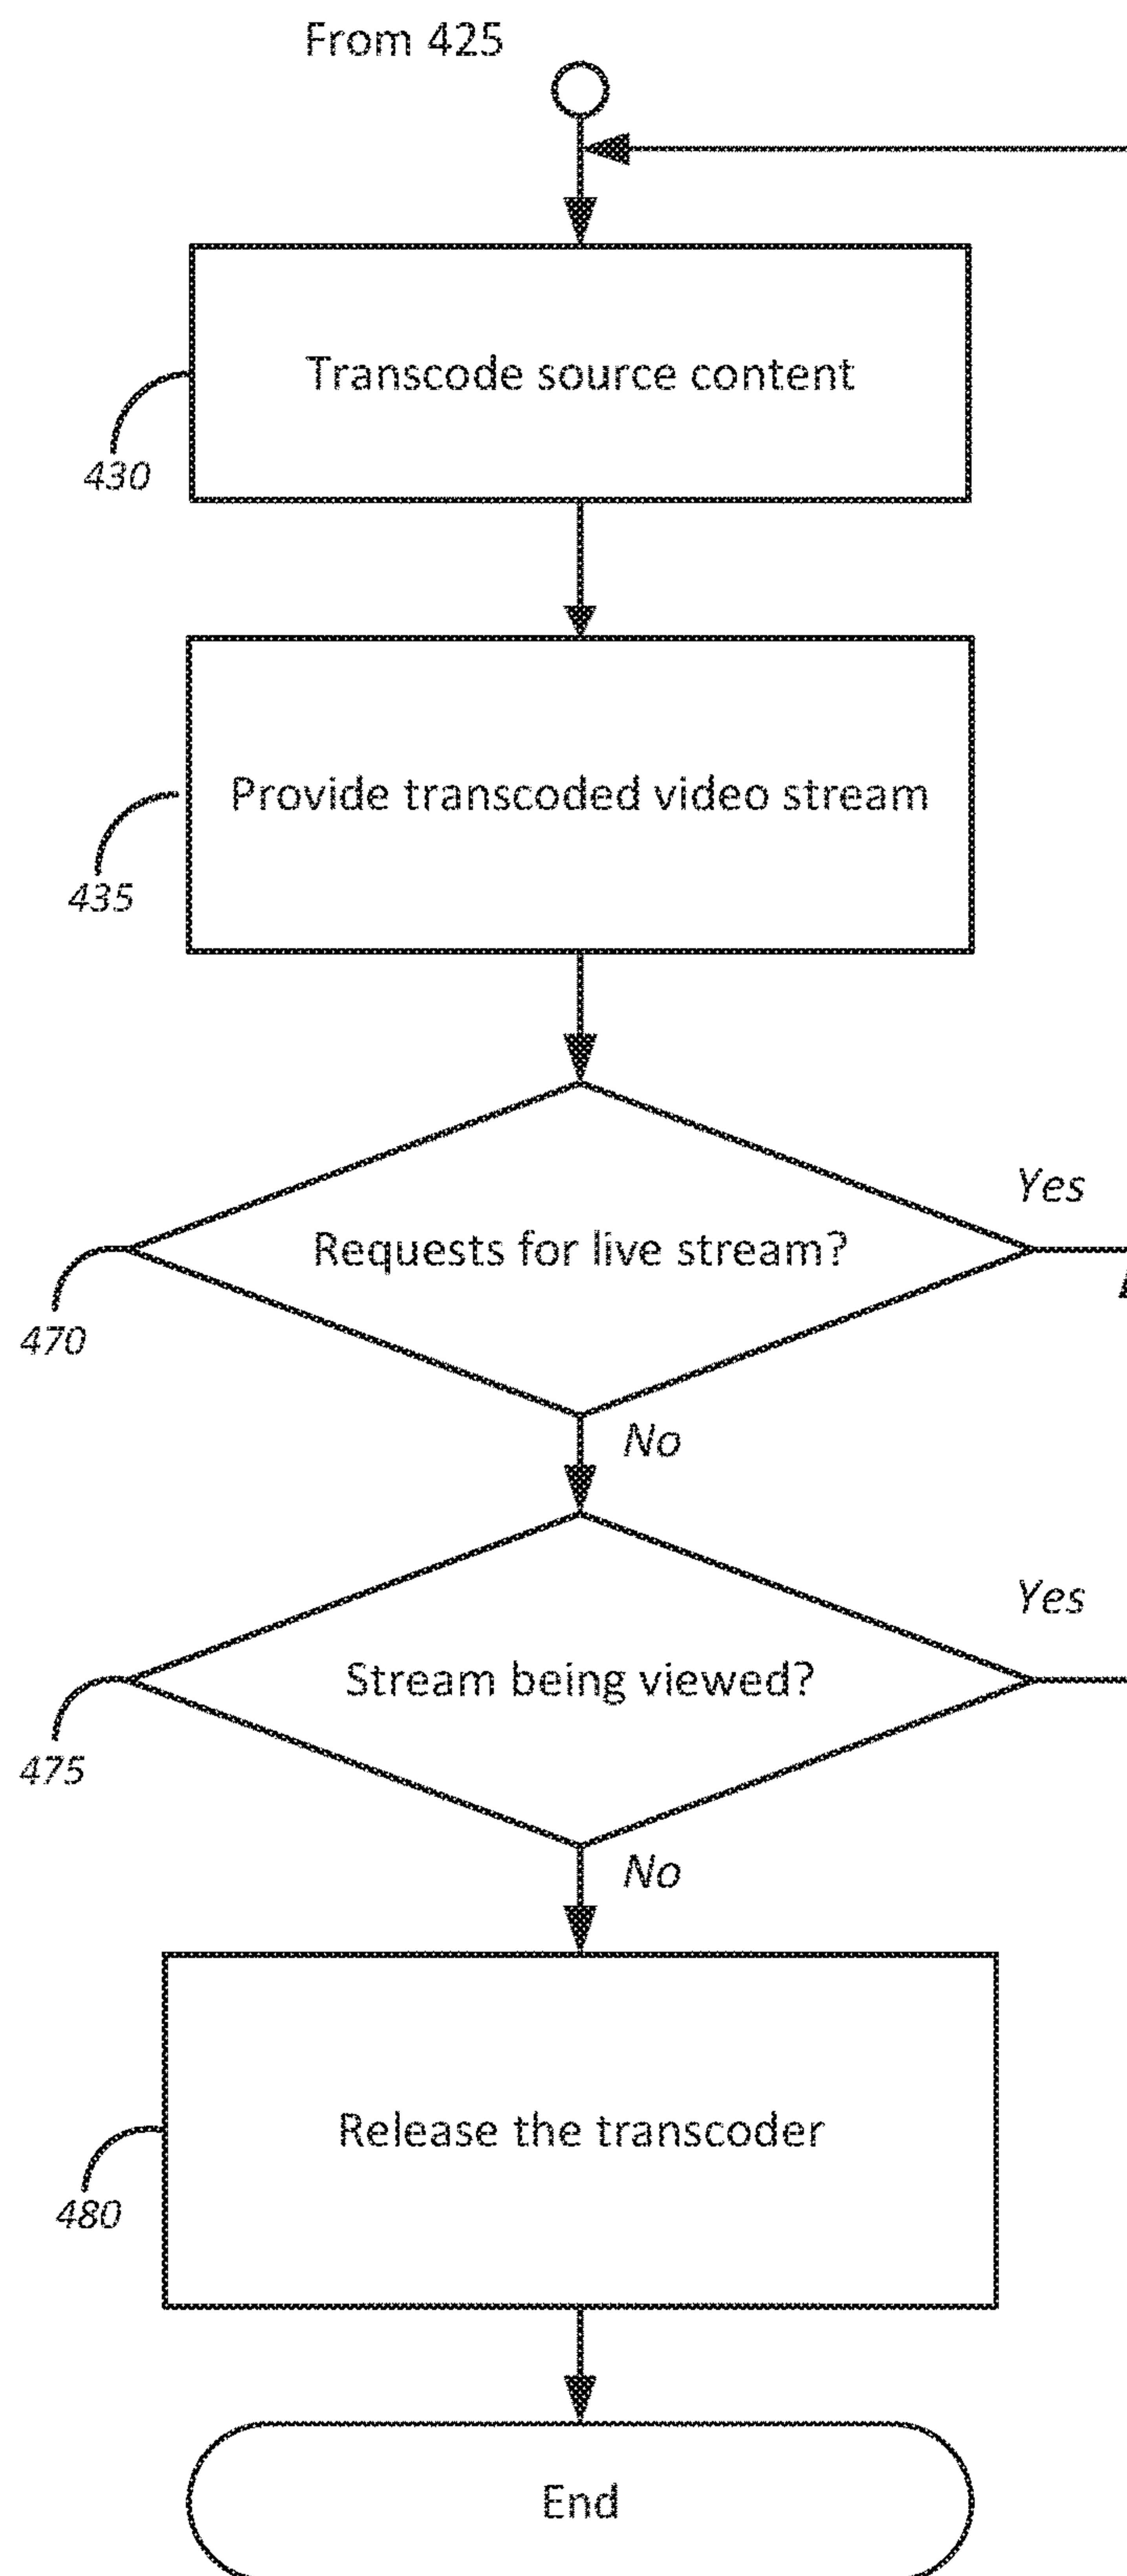 From 425
Transcode source content
430
Provide transcoded video stream
435
Yes
Requests for live stream?
470
No
Yes
Stream being viewed?
475
No
Release the transcoder
480
End